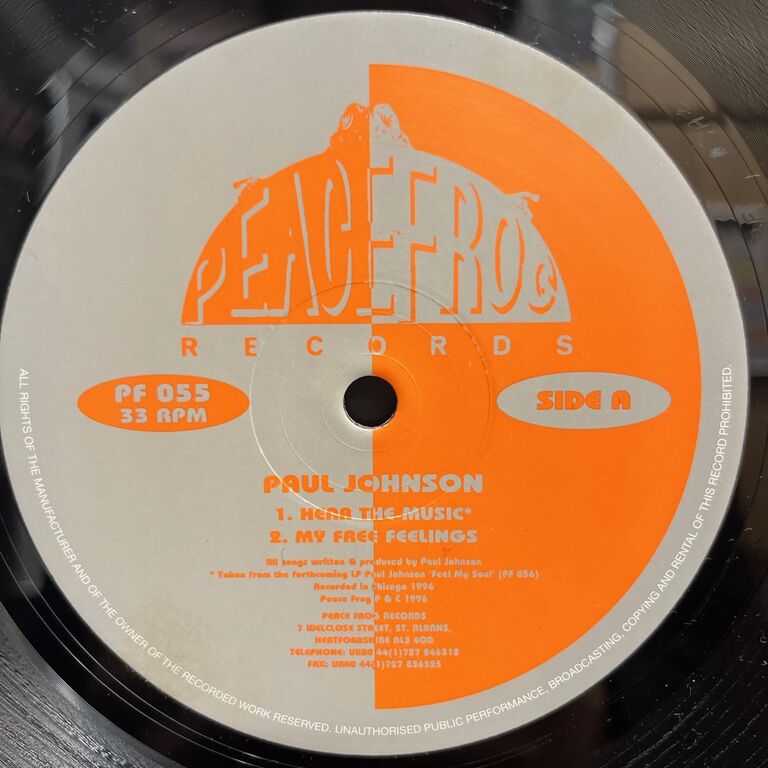 PEACEFROG
RECORDS
PF 055
33 RPM
SIDE A
PAUL JOHNSON
1. HEAR THE MUSIC*
2. MY FREE FEELINGS
All songs written & produced by Paul Johnson
* Taken from the forthcoming LP Paul Johnson 'Feel My Soul' (PF 056)
Recorded in Chicago 1996
Peace Frog P & C 1996
PEACE FROG RECORDS
7 WELCLOSE STREET, ST. ALBANS,
HERTFORDSHIRE AL3 4QD
TELEPHONE: UK00 44(1)727 846312
FAX: UK00 44(1)727 836525
ALL RIGHTS OF THE MANUFACTURER AND OF THE OWNER OF THE RECORDED WORK RESERVED. UNAUTHORISED PUBLIC PERFORMANCE, BROADCASTING, COPYING AND RENTAL OF THIS RECORD PROHIBITED.